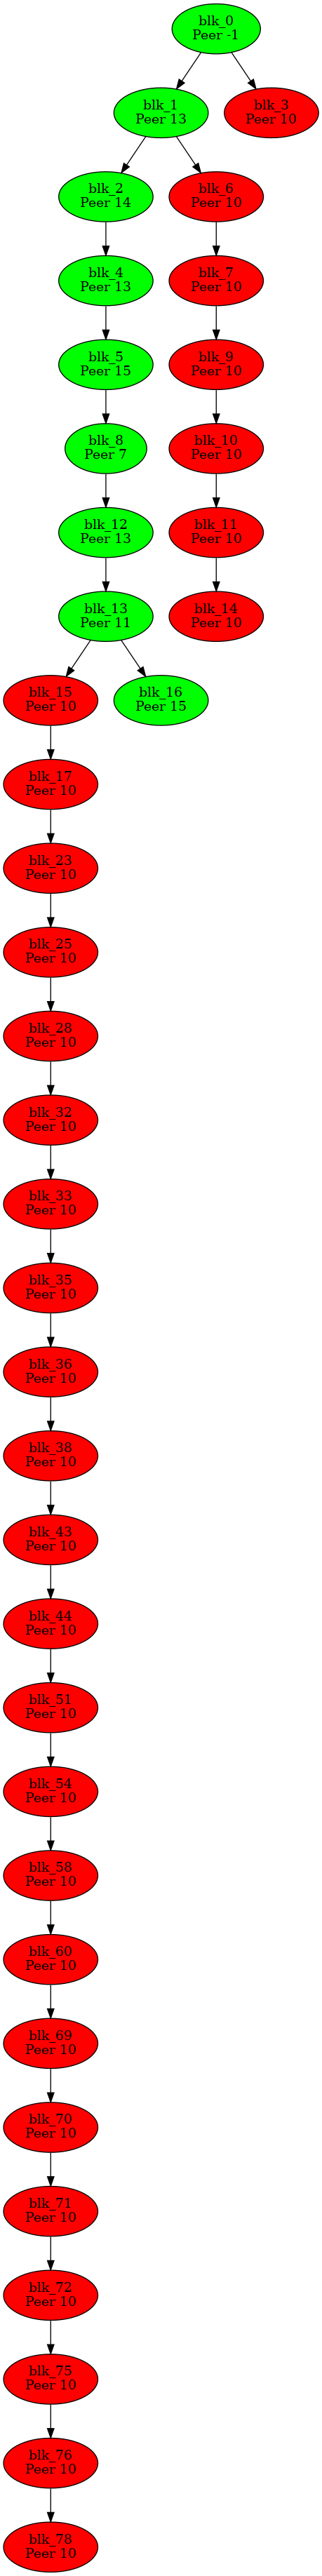 blk_0
Peer -1
blk_1
Peer 13
blk_3
Peer 10
blk_2
Peer 14
blk_6
Peer 10
blk_4
Peer 13
blk_7
Peer 10
blk_5
Peer 15
blk_9
Peer 10
blk_8
Peer 7
blk_10
Peer 10
blk_12
Peer 13
blk_11
Peer 10
blk_13
Peer 11
blk_14
Peer 10
blk_15
Peer 10
blk_16
Peer 15
blk_17
Peer 10
blk_23
Peer 10
blk_25
Peer 10
blk_28
Peer 10
blk_32
Peer 10
blk_33
Peer 10
blk_35
Peer 10
blk_36
Peer 10
blk_38
Peer 10
blk_43
Peer 10
blk_44
Peer 10
blk_51
Peer 10
blk_54
Peer 10
blk_58
Peer 10
blk_60
Peer 10
blk_69
Peer 10
blk_70
Peer 10
blk_71
Peer 10
blk_72
Peer 10
blk_75
Peer 10
blk_76
Peer 10
blk_78
Peer 10